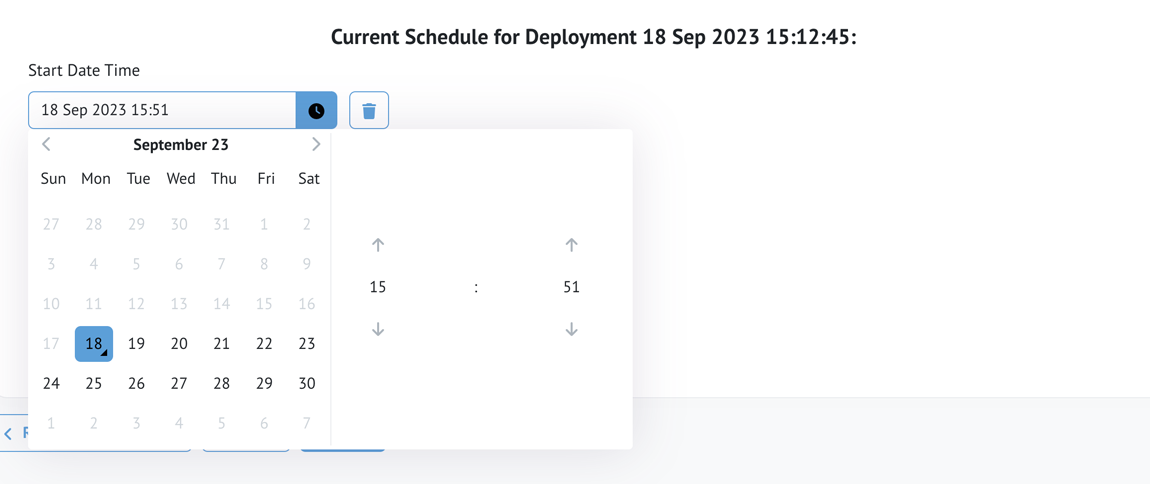 Current Schedule for Deployment 18 Sep 2023 15:12:45:
Start Date Time
18 Sep 2023 15:51
September 23
Sun Mon Tue Wed Thu Fri Sat
27 28 29 30 31 1 2
3 4 5 6 7 8 9
10 11 12 13 14 15 16
17 18 19 20 21 22 23
24 25 26 27 28 29 30
1 2 3 4 5 6 7
15 : 51